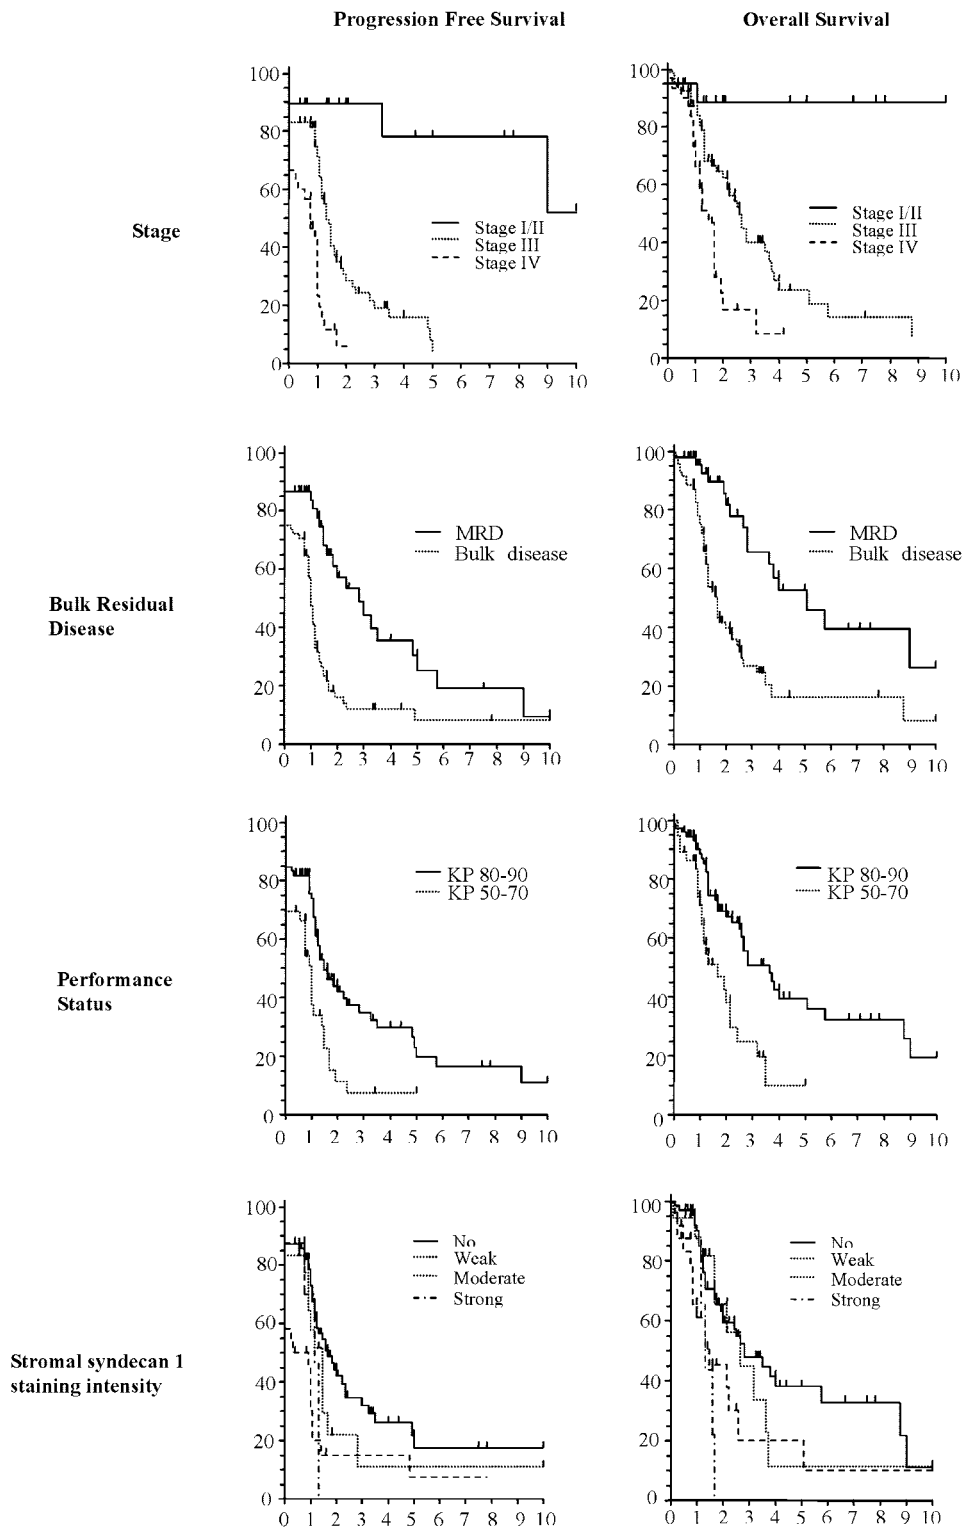 Progression Free Survival
Overall Survival
Stage
100
80
60
40
20
0
0 1 2 3 4 5 6 7 8 9 10
Stage I/II
Stage III
Stage IV
100
80
60
40
20
0
0 1 2 3 4 5 6 7 8 9 10
Stage I/II
Stage III
Stage IV
Bulk Residual
Disease
100
80
60
40
20
0
0 1 2 3 4 5 6 7 8 9 10
MRD
Bulk disease
100
80
60
40
20
0
0 1 2 3 4 5 6 7 8 9 10
MRD
Bulk disease
Performance
Status
100
80
60
40
20
0
0 1 2 3 4 5 6 7 8 9 10
KP 80-90
KP 50-70
100
80
60
40
20
0
0 1 2 3 4 5 6 7 8 9 10
KP 80-90
KP 50-70
Stromal syndecan 1
staining intensity
100
80
60
40
20
0
0 1 2 3 4 5 6 7 8 9 10
No
Weak
Moderate
Strong
100
80
60
40
20
0
0 1 2 3 4 5 6 7 8 9 10
No
Weak
Moderate
Strong